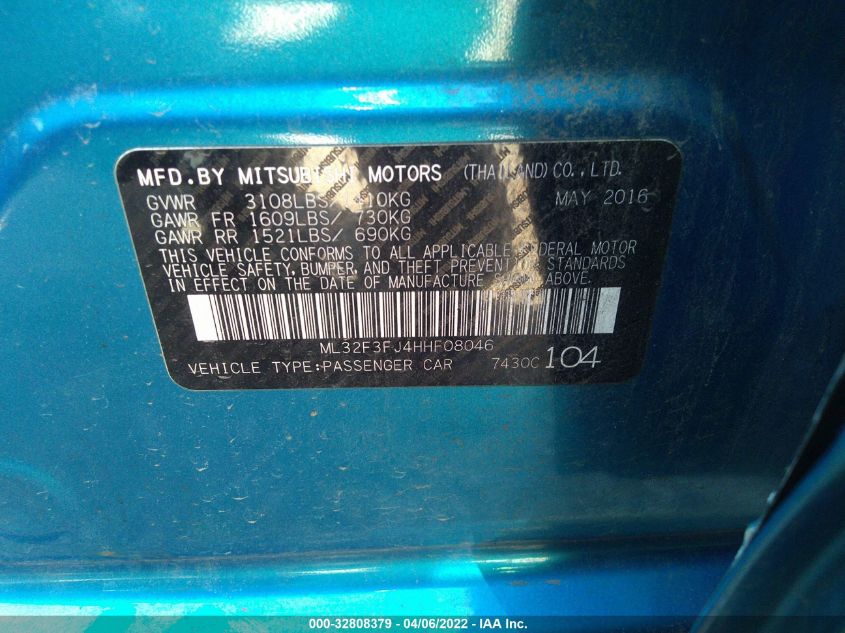 MFD.BY MITSUBISHI MOTORS (THAILAND) CO.,LTD.
GVWR 3108LBS/ 10KG MAY 2016
GAWR FR 1609LBS/ 730KG
GAWR RR 1521LBS/ 690KG
THIS VEHICLE CONFORMS TO ALL APPLICABLE FEDERAL MOTOR
VEHICLE SAFETY, BUMPER, AND THEFT PREVENTION STANDARDS
IN EFFECT ON THE DATE OF MANUFACTURE SHOWN ABOVE.
ML32F3FJ4HHF08046
VEHICLE TYPE:PASSENGER CAR 7430C 104
000-32808379 - 04/06/2022 - IAA Inc.